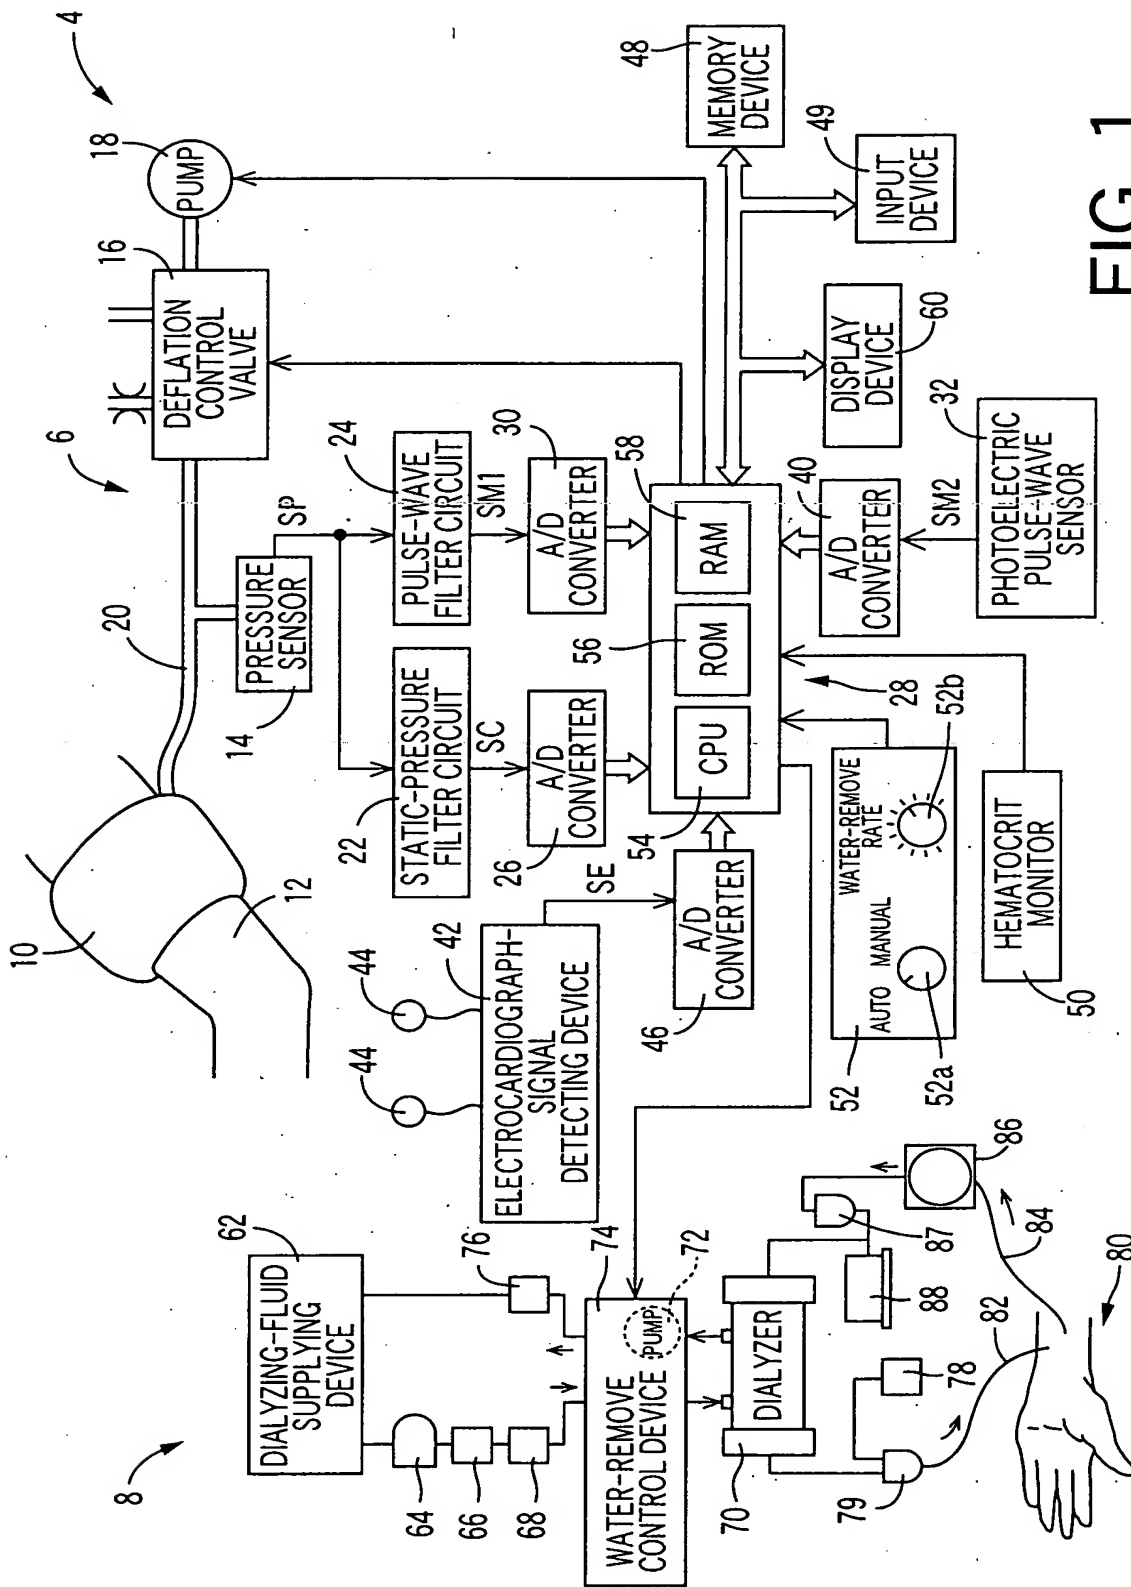 FIG. 1
4
18
PUMP
16
DEFLATION
CONTROL
VALVE
6
20
10
12
PRESSURE
SENSOR
14
SP
24
PULSE-WAVE
FILTER CIRCUIT
SM1
22
STATIC-PRESSURE
FILTER CIRCUIT
SC
30
A/D
CONVERTER
26
A/D
CONVERTER
44
44
42
ELECTROCARDIOGRAPH-
SIGNAL
DETECTING DEVICE
SE
46
A/D
CONVERTER
54
CPU
56
ROM
58
RAM
28
48
MEMORY
DEVICE
49
INPUT
DEVICE
DISPLAY
DEVICE
60
40
A/D
CONVERTER
SM2
32
PHOTOELECTRIC
PULSE-WAVE
SENSOR
52
AUTO MANUAL
WATER-REMOVE
RATE
52a
52b
HEMATOCRIT
MONITOR
50
8
62
DIALYZING-FLUID
SUPPLYING
DEVICE
64
66
68
76
74
72
PUMP
WATER-REMOVE
CONTROL DEVICE
DIALYZER
70
79
78
82
80
84
86
87
88